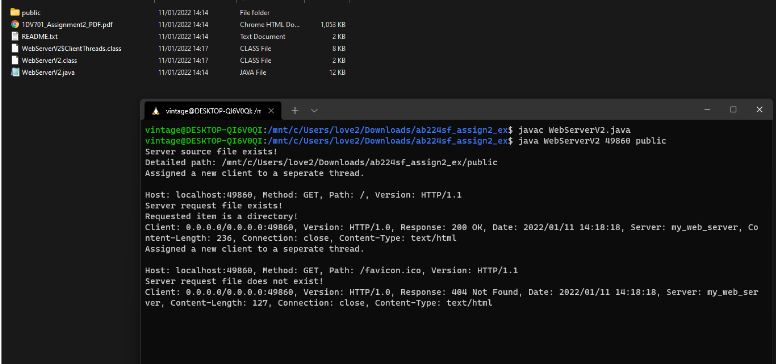 public 11/01/2022 14:14 File folder
1DV701_Assignment2_PDF.pdf 11/01/2022 14:14 Chrome HTML Do... 1,053 KB
README.txt 11/01/2022 14:14 Text Document 2 KB
WebServerV2$ClientThreads.class 11/01/2022 14:17 CLASS File 8 KB
WebServerV2.class 11/01/2022 14:17 CLASS File 2 KB
WebServerV2.java 11/01/2022 14:14 JAVA File 12 KB
vintage@DESKTOP-QI6V0QI: /m
vintage@DESKTOP-QI6V0QI:/mnt/c/Users/love2/Downloads/ab224sf_assign2_ex$ javac WebServerV2.java
vintage@DESKTOP-QI6V0QI:/mnt/c/Users/love2/Downloads/ab224sf_assign2_ex$ java WebServerV2 49860 public
Server source file exists!
Detailed path: /mnt/c/Users/love2/Downloads/ab224sf_assign2_ex/public
Assigned a new client to a seperate thread.
Host: localhost:49860, Method: GET, Path: /, Version: HTTP/1.1
Server request file exists!
Requested item is a directory!
Client: 0.0.0.0/0.0.0.0:49860, Version: HTTP/1.0, Response: 200 OK, Date: 2022/01/11 14:18:18, Server: my_web_server, Co
ntent-Length: 236, Connection: close, Content-Type: text/html
Assigned a new client to a seperate thread.
Host: localhost:49860, Method: GET, Path: /favicon.ico, Version: HTTP/1.1
Server request file does not exist!
Client: 0.0.0.0/0.0.0.0:49860, Version: HTTP/1.0, Response: 404 Not Found, Date: 2022/01/11 14:18:18, Server: my_web_ser
ver, Content-Length: 127, Connection: close, Content-Type: text/html